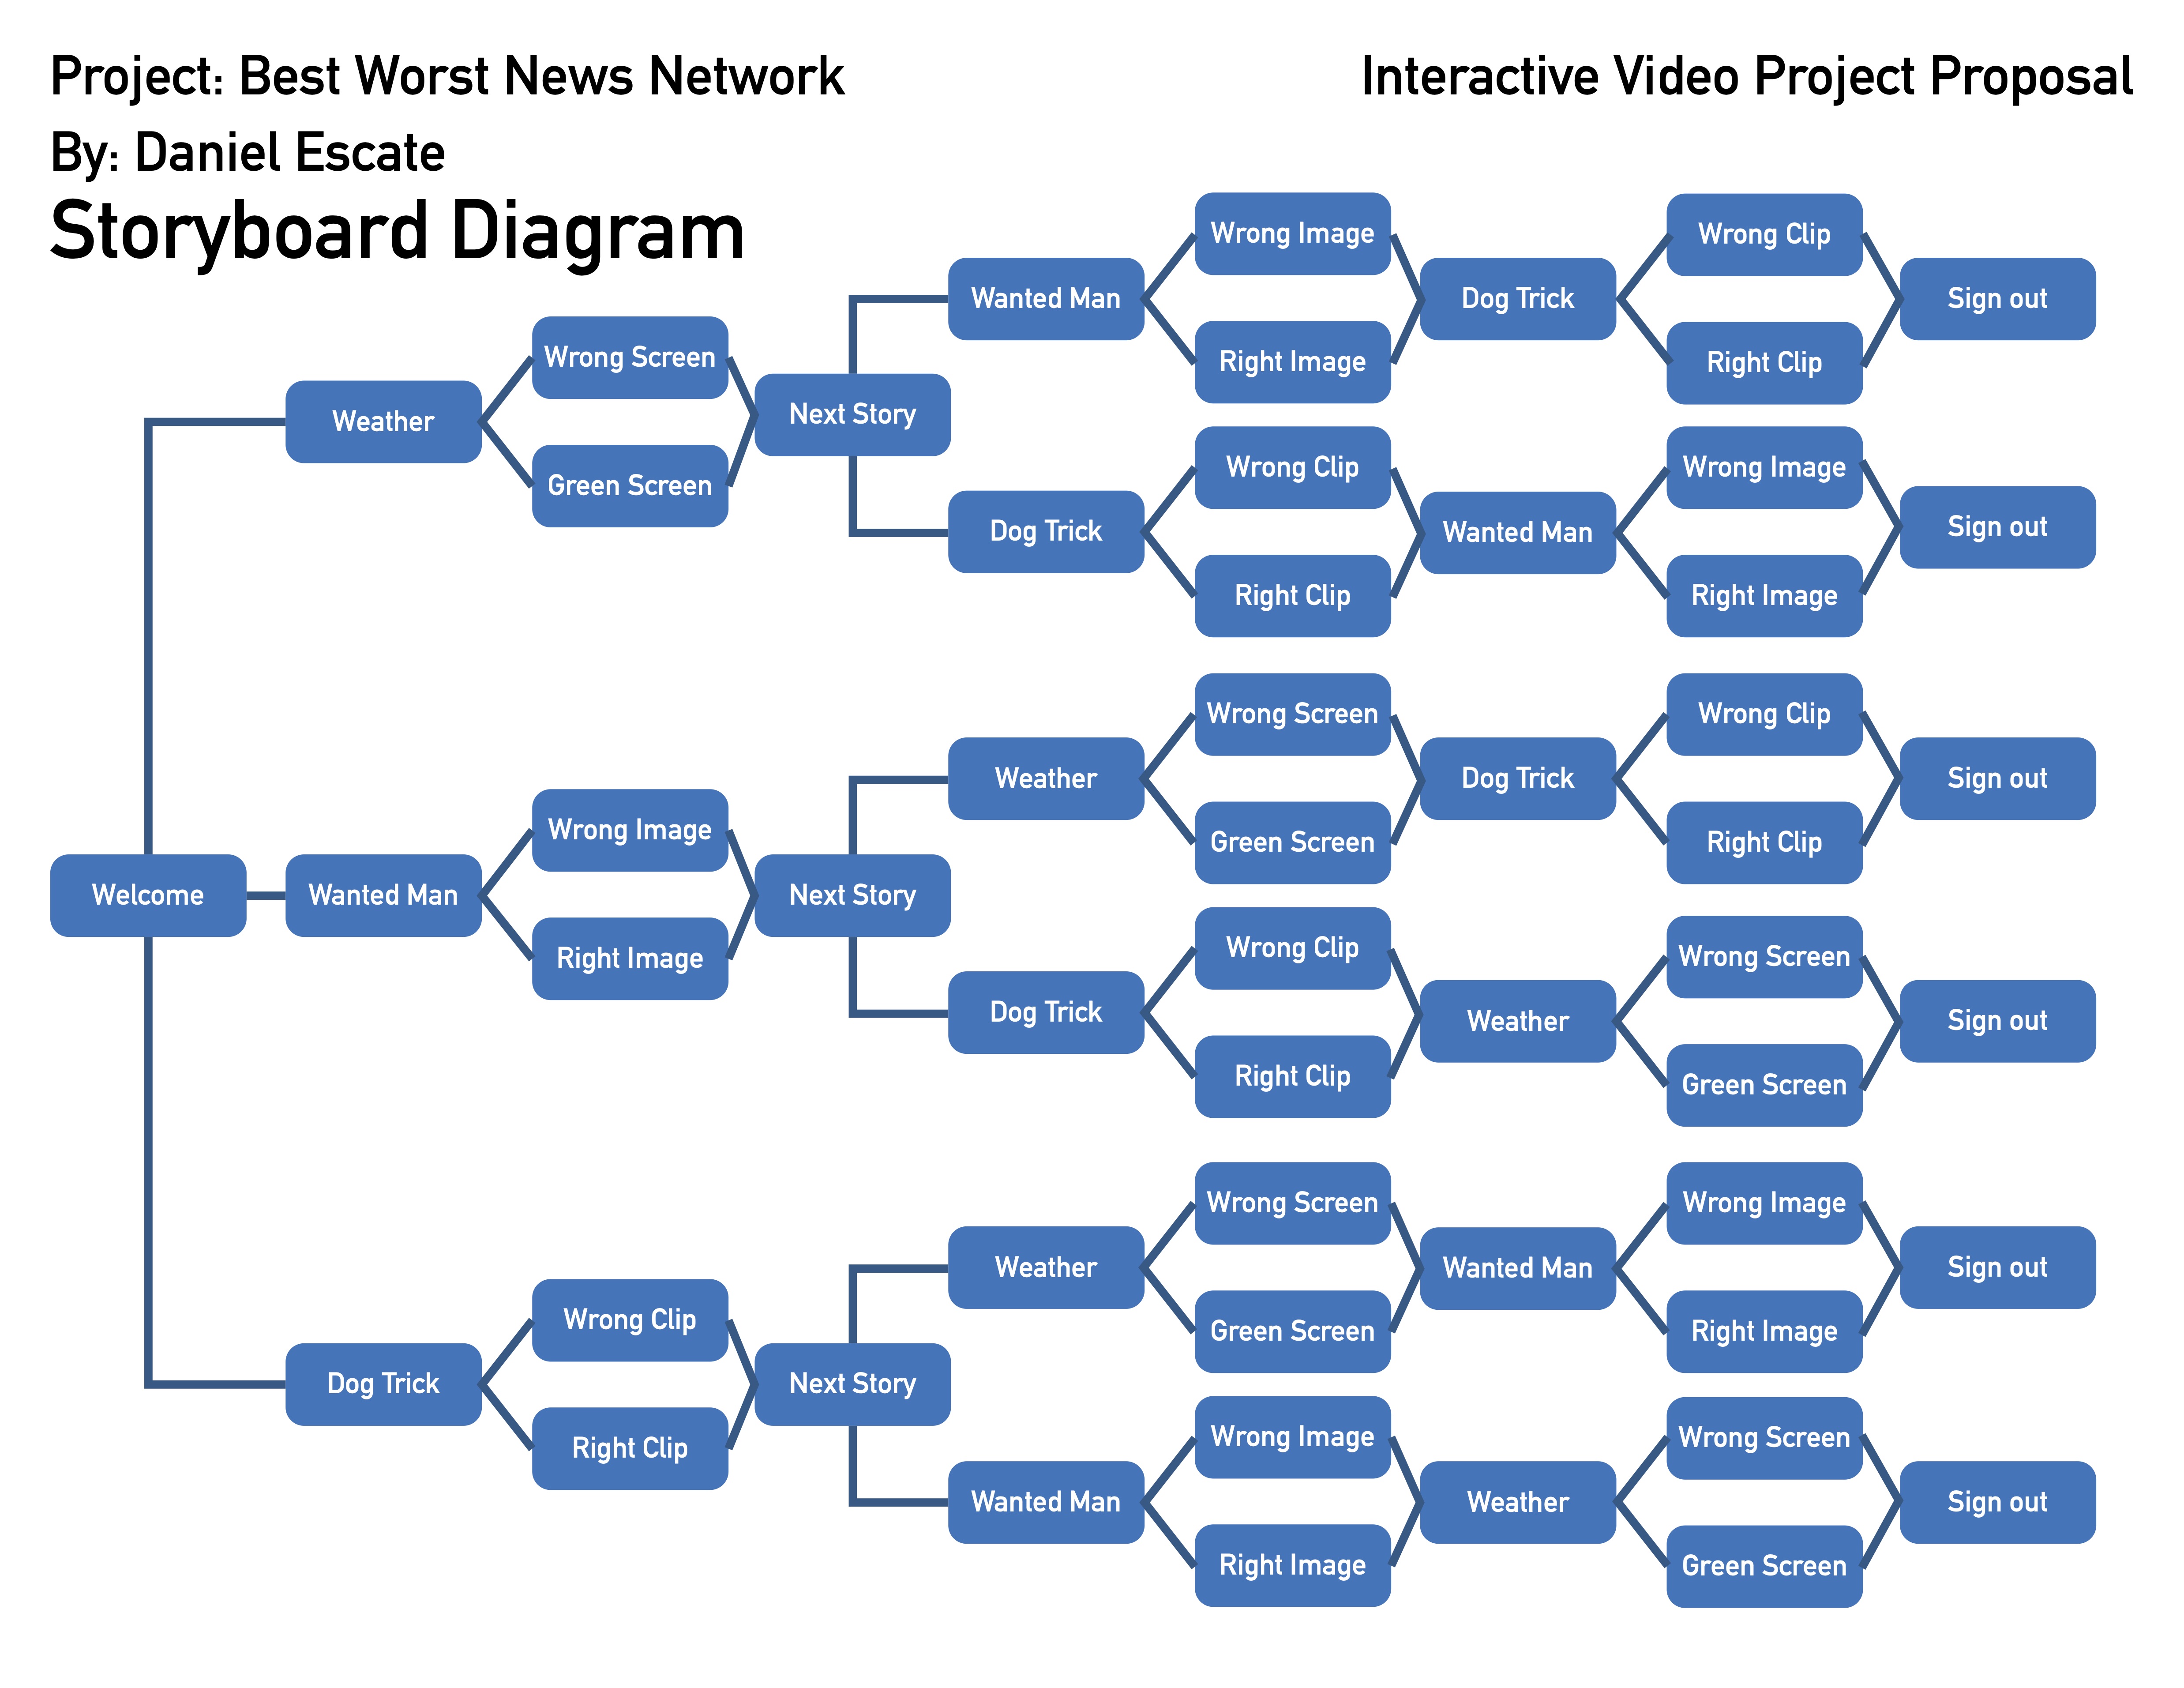 Project: Best Worst News Network
Interactive Video Project Proposal
By: Daniel Escate
Storyboard Diagram
Welcome
Weather
Wrong Screen
Green Screen
Next Story
Wanted Man
Wrong Image
Right Image
Dog Trick
Wrong Clip
Right Clip
Sign out
Dog Trick
Wrong Clip
Right Clip
Wanted Man
Wrong Image
Right Image
Sign out
Wanted Man
Wrong Image
Right Image
Next Story
Weather
Wrong Screen
Green Screen
Dog Trick
Wrong Clip
Right Clip
Sign out
Dog Trick
Wrong Clip
Right Clip
Weather
Wrong Screen
Green Screen
Sign out
Dog Trick
Wrong Clip
Right Clip
Next Story
Weather
Wrong Screen
Green Screen
Wanted Man
Wrong Image
Right Image
Sign out
Wanted Man
Wrong Image
Right Image
Weather
Wrong Screen
Green Screen
Sign out